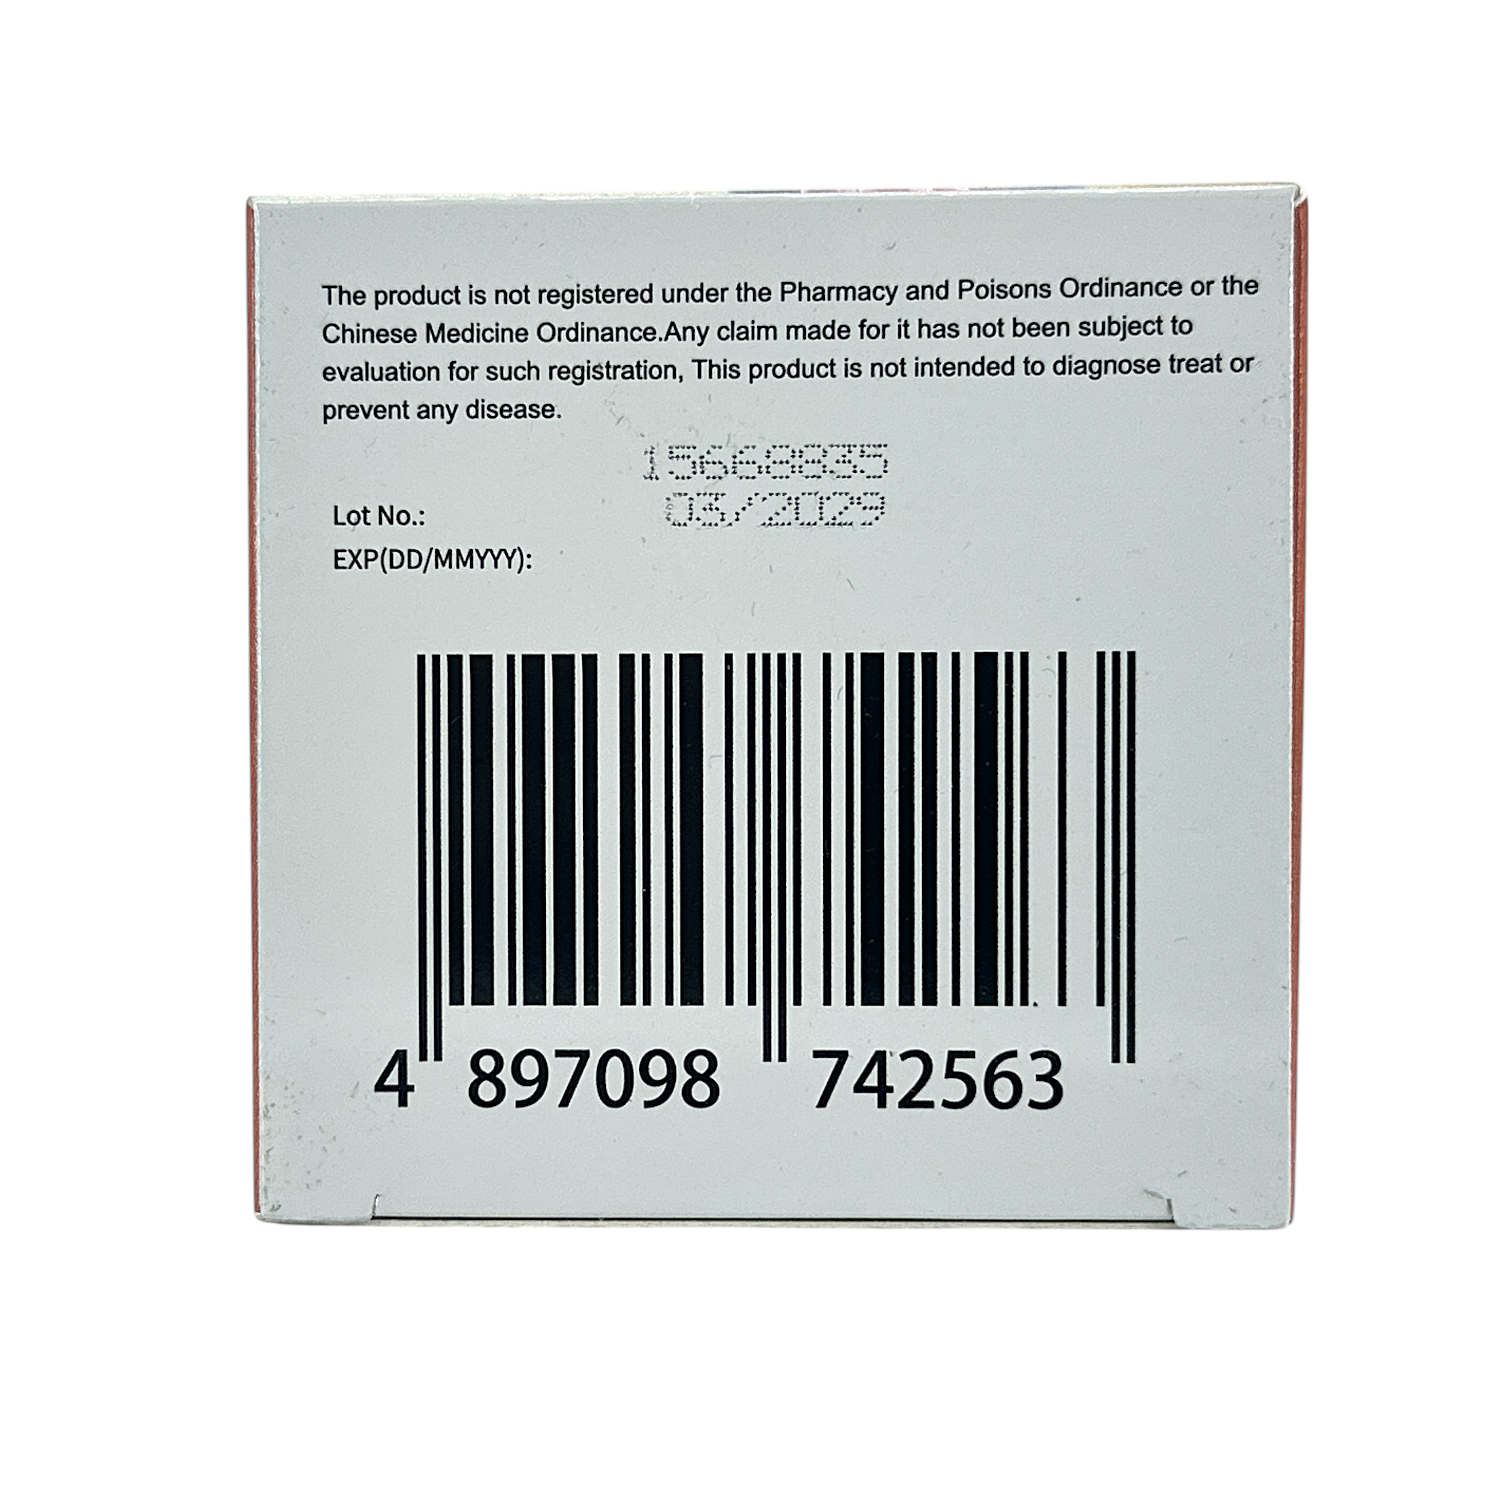 The product is not registered under the Pharmacy and Poisons Ordinance or the
Chinese Medicine Ordinance.Any claim made for it has not been subject to
evaluation for such registration, This product is not intended to diagnose treat or
prevent any disease.
15668835
03/2029
Lot No.:
EXP(DD/MMYYY):
4 897098 742563